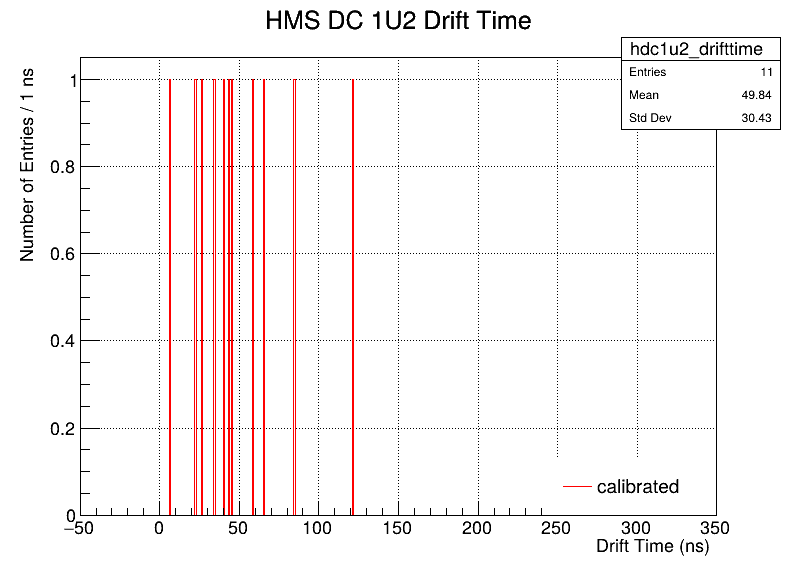 HMS DC 1U2 Drift Time
hdc1u2_drifttime
Entries 11
Mean 49.84
Std Dev 30.43
Number of Entries / 1 ns
1
0.8
0.6
0.4
0.2
0
−50 0 50 100 150 200 250 300 350
Drift Time (ns)
calibrated